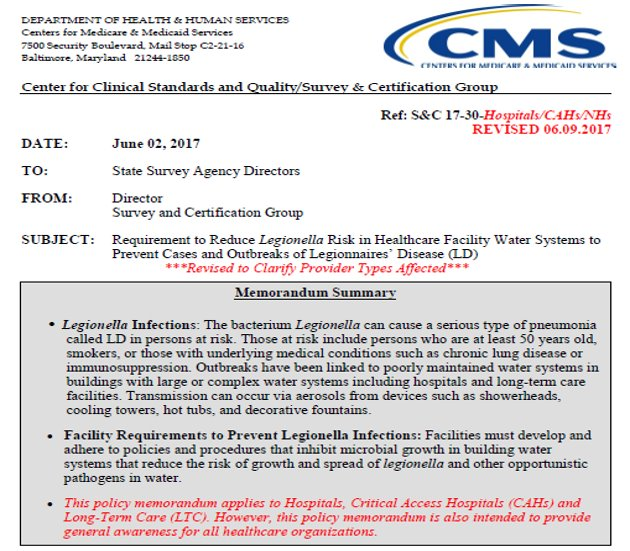 DEPARTMENT OF HEALTH & HUMAN SERVICES
Centers for Medicare & Medicaid Services
7500 Security Boulevard, Mail Stop C2-21-16
Baltimore, Maryland 21244-1850
CMS
CENTERS FOR MEDICARE & MEDICAID SERVICES
Center for Clinical Standards and Quality/Survey & Certification Group
Ref: S&C 17-30-Hospitals/CAHs/NHs
REVISED 06.09.2017
DATE: June 02, 2017
TO: State Survey Agency Directors
FROM: Director
Survey and Certification Group
SUBJECT: Requirement to Reduce Legionella Risk in Healthcare Facility Water Systems to
Prevent Cases and Outbreaks of Legionnaires' Disease (LD)
***Revised to Clarify Provider Types Affected***
Memorandum Summary
• Legionella Infections: The bacterium Legionella can cause a serious type of pneumonia
called LD in persons at risk. Those at risk include persons who are at least 50 years old,
smokers, or those with underlying medical conditions such as chronic lung disease or
immunosuppression. Outbreaks have been linked to poorly maintained water systems in
buildings with large or complex water systems including hospitals and long-term care
facilities. Transmission can occur via aerosols from devices such as showerheads,
cooling towers, hot tubs, and decorative fountains.
• Facility Requirements to Prevent Legionella Infections: Facilities must develop and
adhere to policies and procedures that inhibit microbial growth in building water
systems that reduce the risk of growth and spread of legionella and other opportunistic
pathogens in water.
• This policy memorandum applies to Hospitals, Critical Access Hospitals (CAHs) and
Long-Term Care (LTC). However, this policy memorandum is also intended to provide
general awareness for all healthcare organizations.